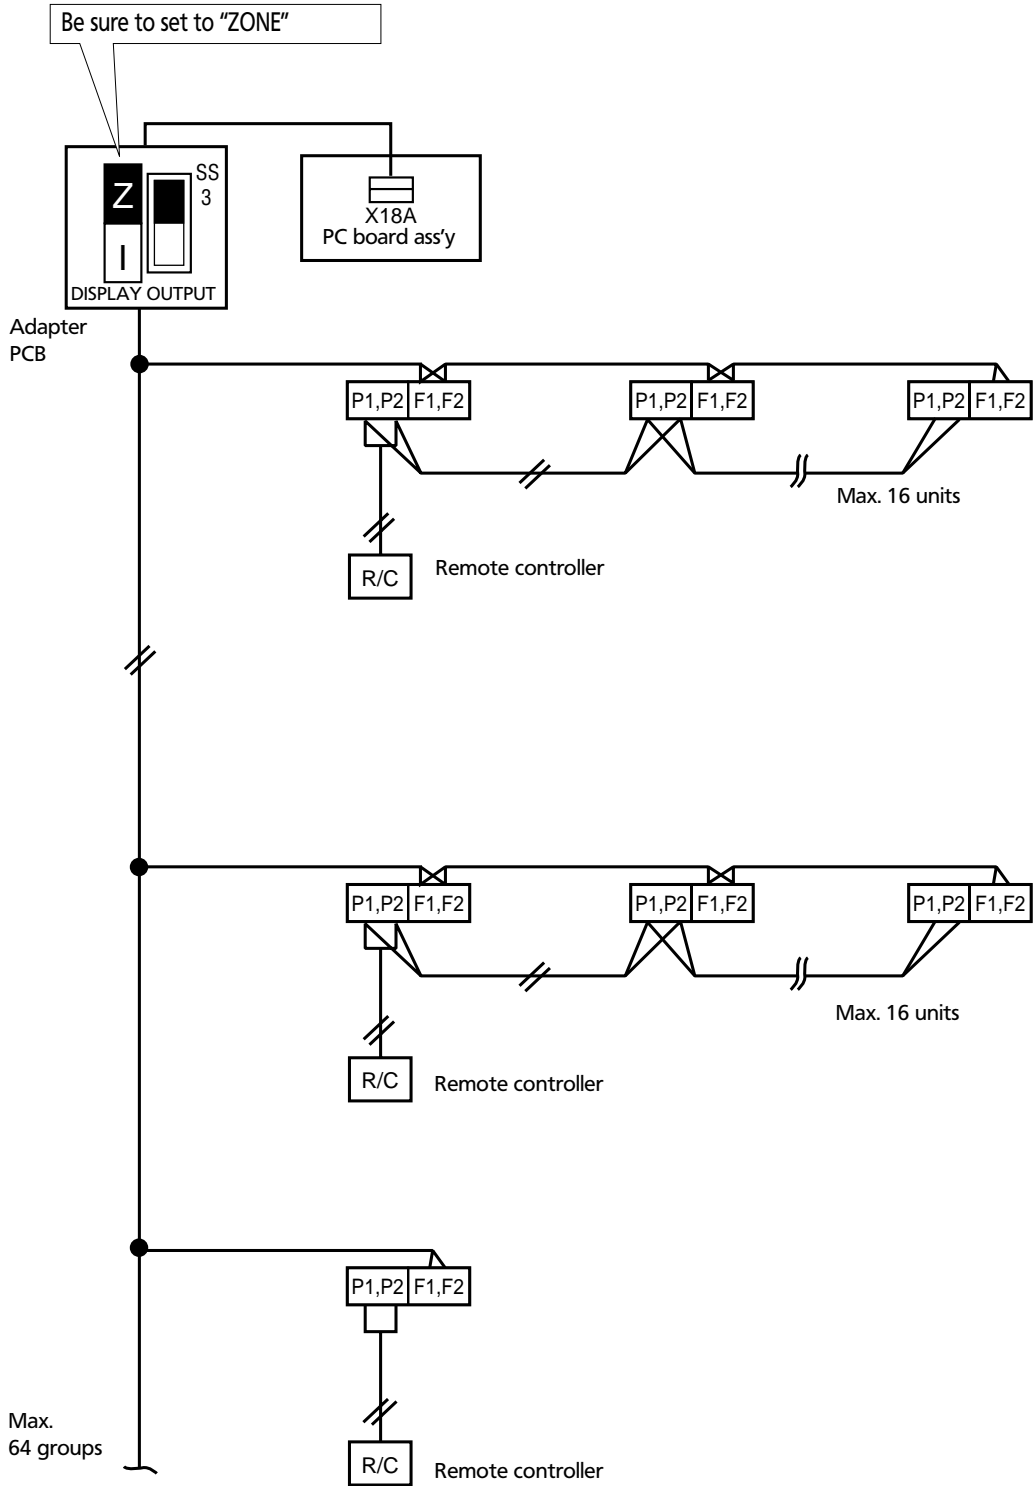 Be sure to set to “ZONE”
Z
I
SS
3
DISPLAY OUTPUT
X18A
PC board ass'y
Adapter
PCB
P1,P2 F1,F2
P1,P2 F1,F2
P1,P2 F1,F2
Max. 16 units
R/C
Remote controller
P1,P2 F1,F2
P1,P2 F1,F2
P1,P2 F1,F2
Max. 16 units
R/C
Remote controller
P1,P2 F1,F2
Max.
64 groups
R/C
Remote controller